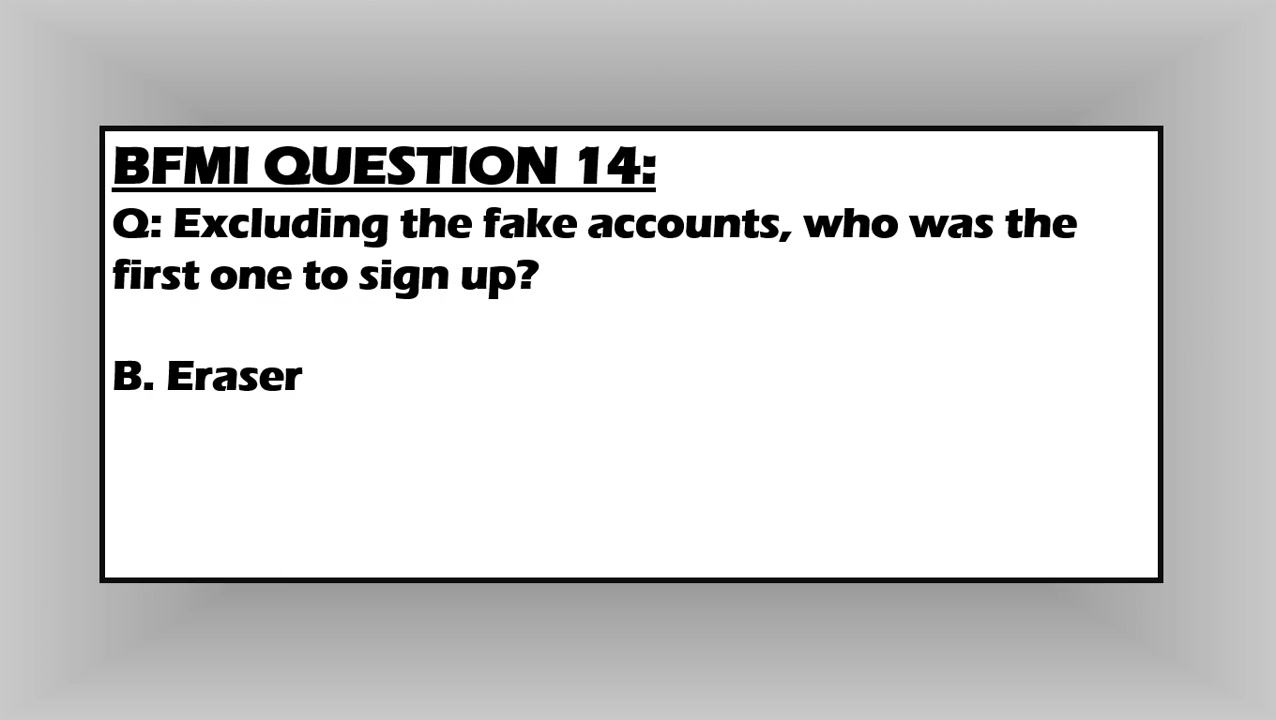 BFMI QUESTION 14:
Q: Excluding the fake accounts, who was the
first one to sign up?
B. Eraser